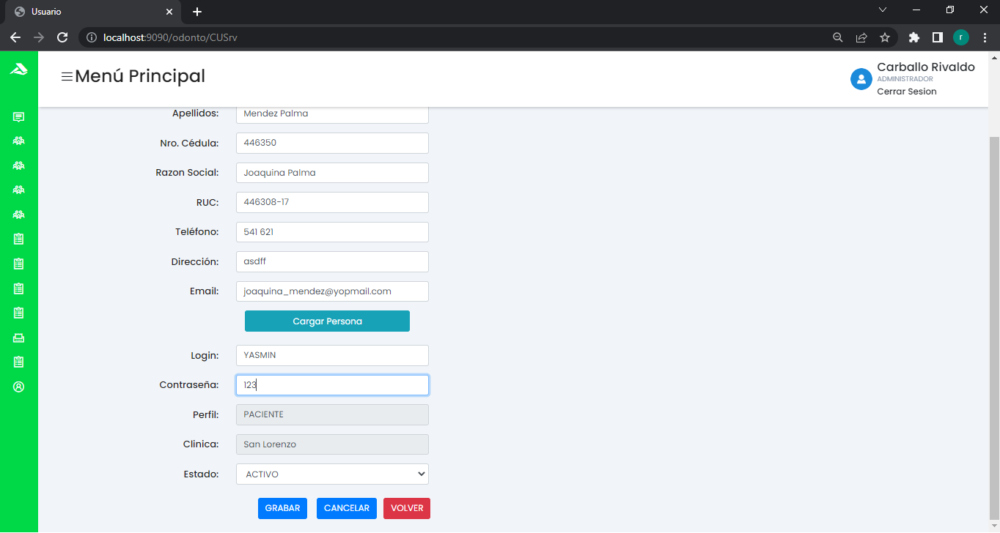 Usuario
localhost:9090/odonto/CUSrv
r
Menú Principal
Carballo Rivaldo
ADMINISTRADOR
Cerrar Sesion
Apellidos: Mendez Palma
Nro. Cédula: 446350
Razon Social: Joaquina Palma
RUC: 446308-17
Teléfono: 541 621
Dirección: asdff
Email: joaquina_mendez@yopmail.com
Cargar Persona
Login: YASMIN
Contraseña: 123
Perfil: PACIENTE
Clinica: San Lorenzo
Estado: ACTIVO
GRABAR CANCELAR VOLVER